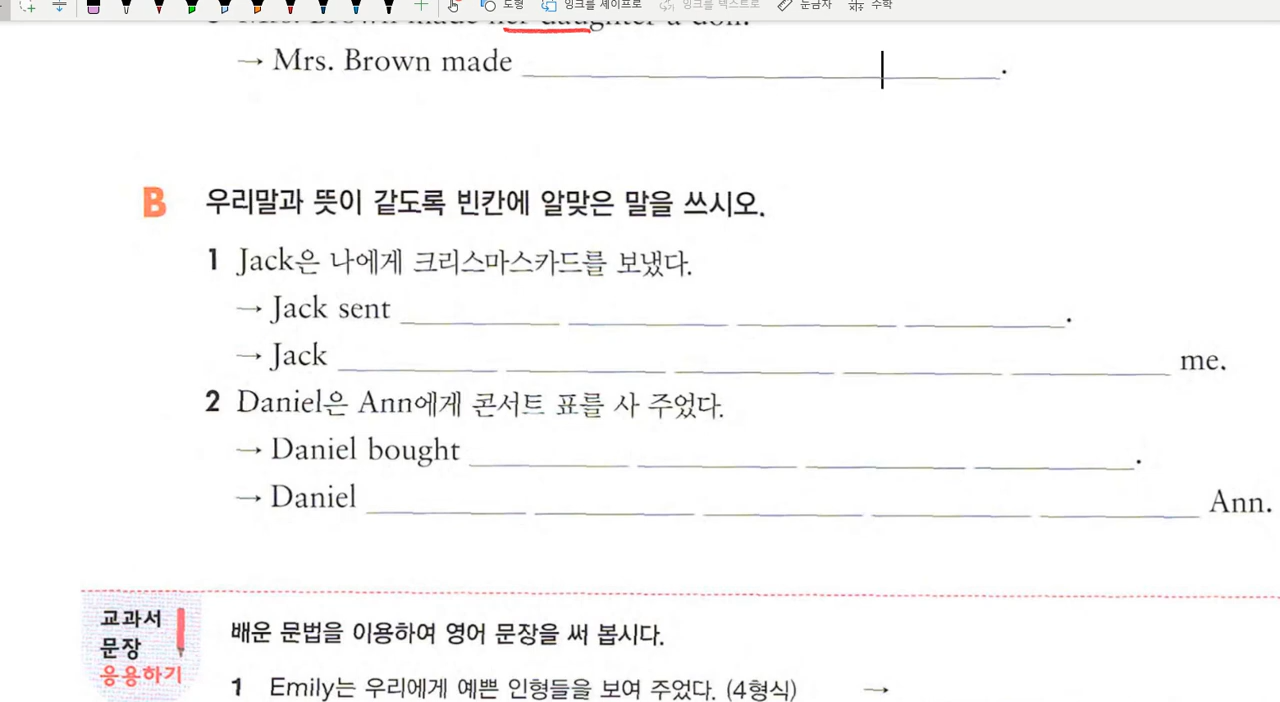 도형 잉크를 셰이프로 잉크를 텍스트로 눈금자 수학
Mrs. Brown made her daughter a doll.
→ Mrs. Brown made .
B 우리말과 뜻이 같도록 빈칸에 알맞은 말을 쓰시오.
1 Jack은 나에게 크리스마스카드를 보냈다.
→ Jack sent .
→ Jack me.
2 Daniel은 Ann에게 콘서트 표를 사 주었다.
→ Daniel bought .
→ Daniel Ann.
교과서
문장
응용하기
배운 문법을 이용하여 영어 문장을 써 봅시다.
1 Emily는 우리에게 예쁜 인형들을 보여 주었다. (4형식) →